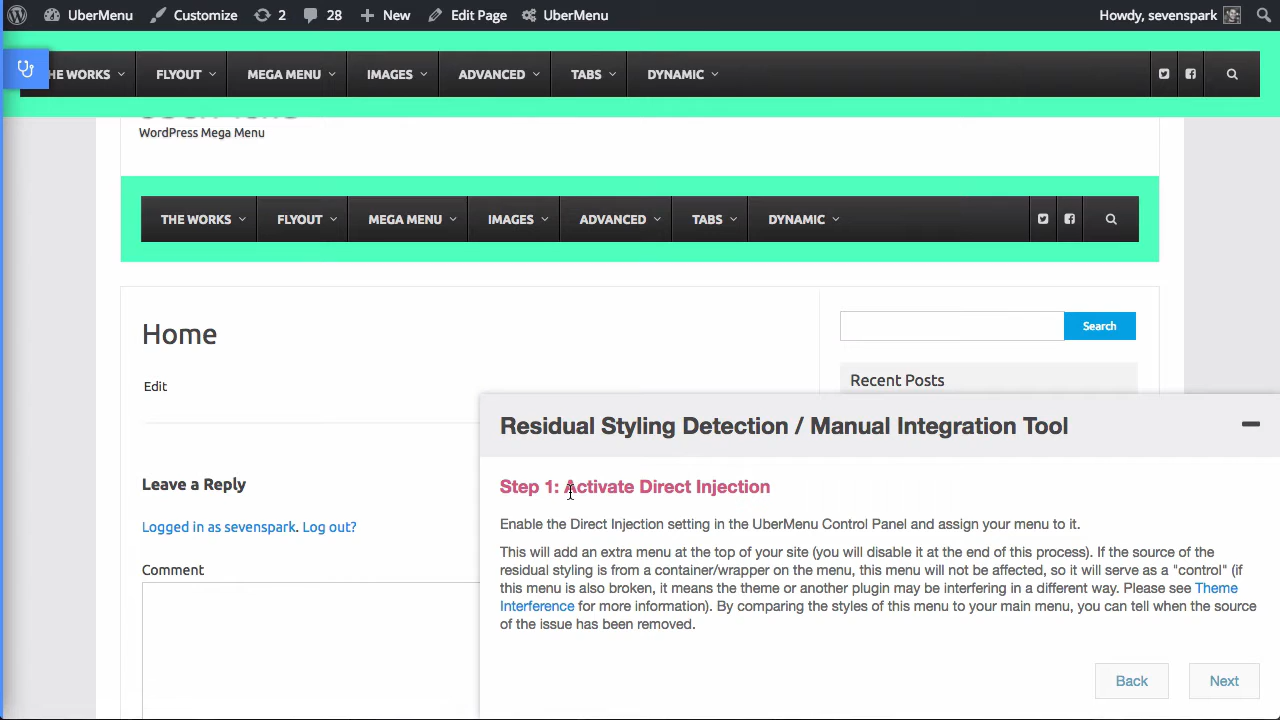 UberMenu Customize 2 28 New Edit Page UberMenu Howdy, sevenspark
HE WORKS FLYOUT MEGA MENU IMAGES ADVANCED TABS DYNAMIC
WordPress Mega Menu
THE WORKS FLYOUT MEGA MENU IMAGES ADVANCED TABS DYNAMIC
Home
Search
Edit
Recent Posts
Leave a Reply
Logged in as sevenspark. Log out?
Comment
Residual Styling Detection / Manual Integration Tool
Step 1: Activate Direct Injection
Enable the Direct Injection setting in the UberMenu Control Panel and assign your menu to it.
This will add an extra menu at the top of your site (you will disable it at the end of this process). If the source of the
residual styling is from a container/wrapper on the menu, this menu will not be affected, so it will serve as a "control" (if
this menu is also broken, it means the theme or another plugin may be interfering in a different way. Please see Theme
Interference for more information). By comparing the styles of this menu to your main menu, you can tell when the source
of the issue has been removed.
Back Next